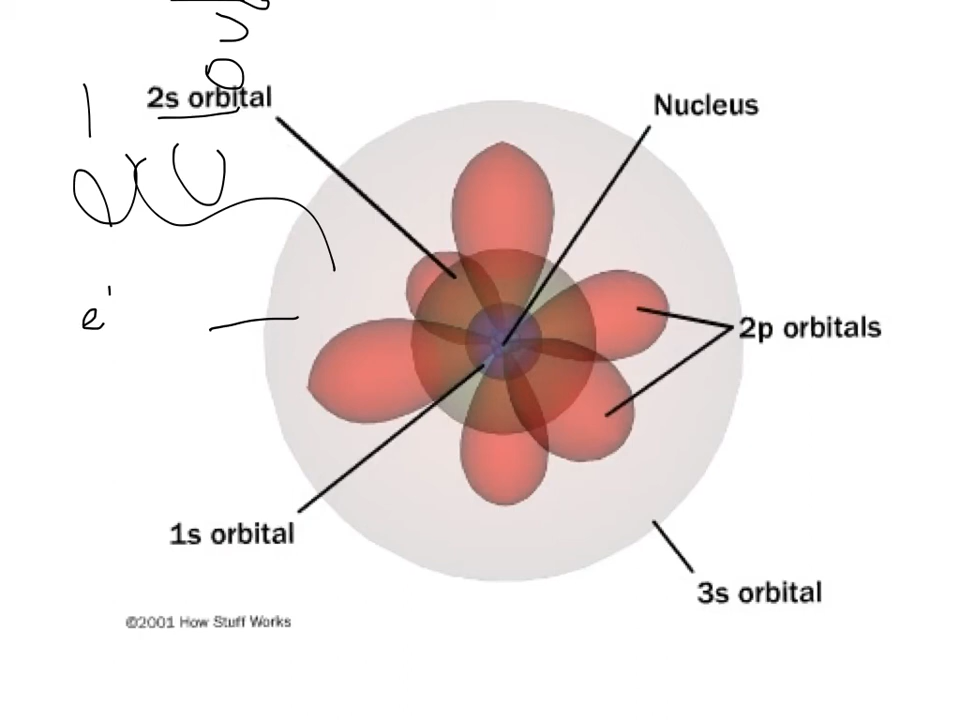 2s orbital
Nucleus
2p orbitals
1s orbital
3s orbital
©2001 How Stuff Works